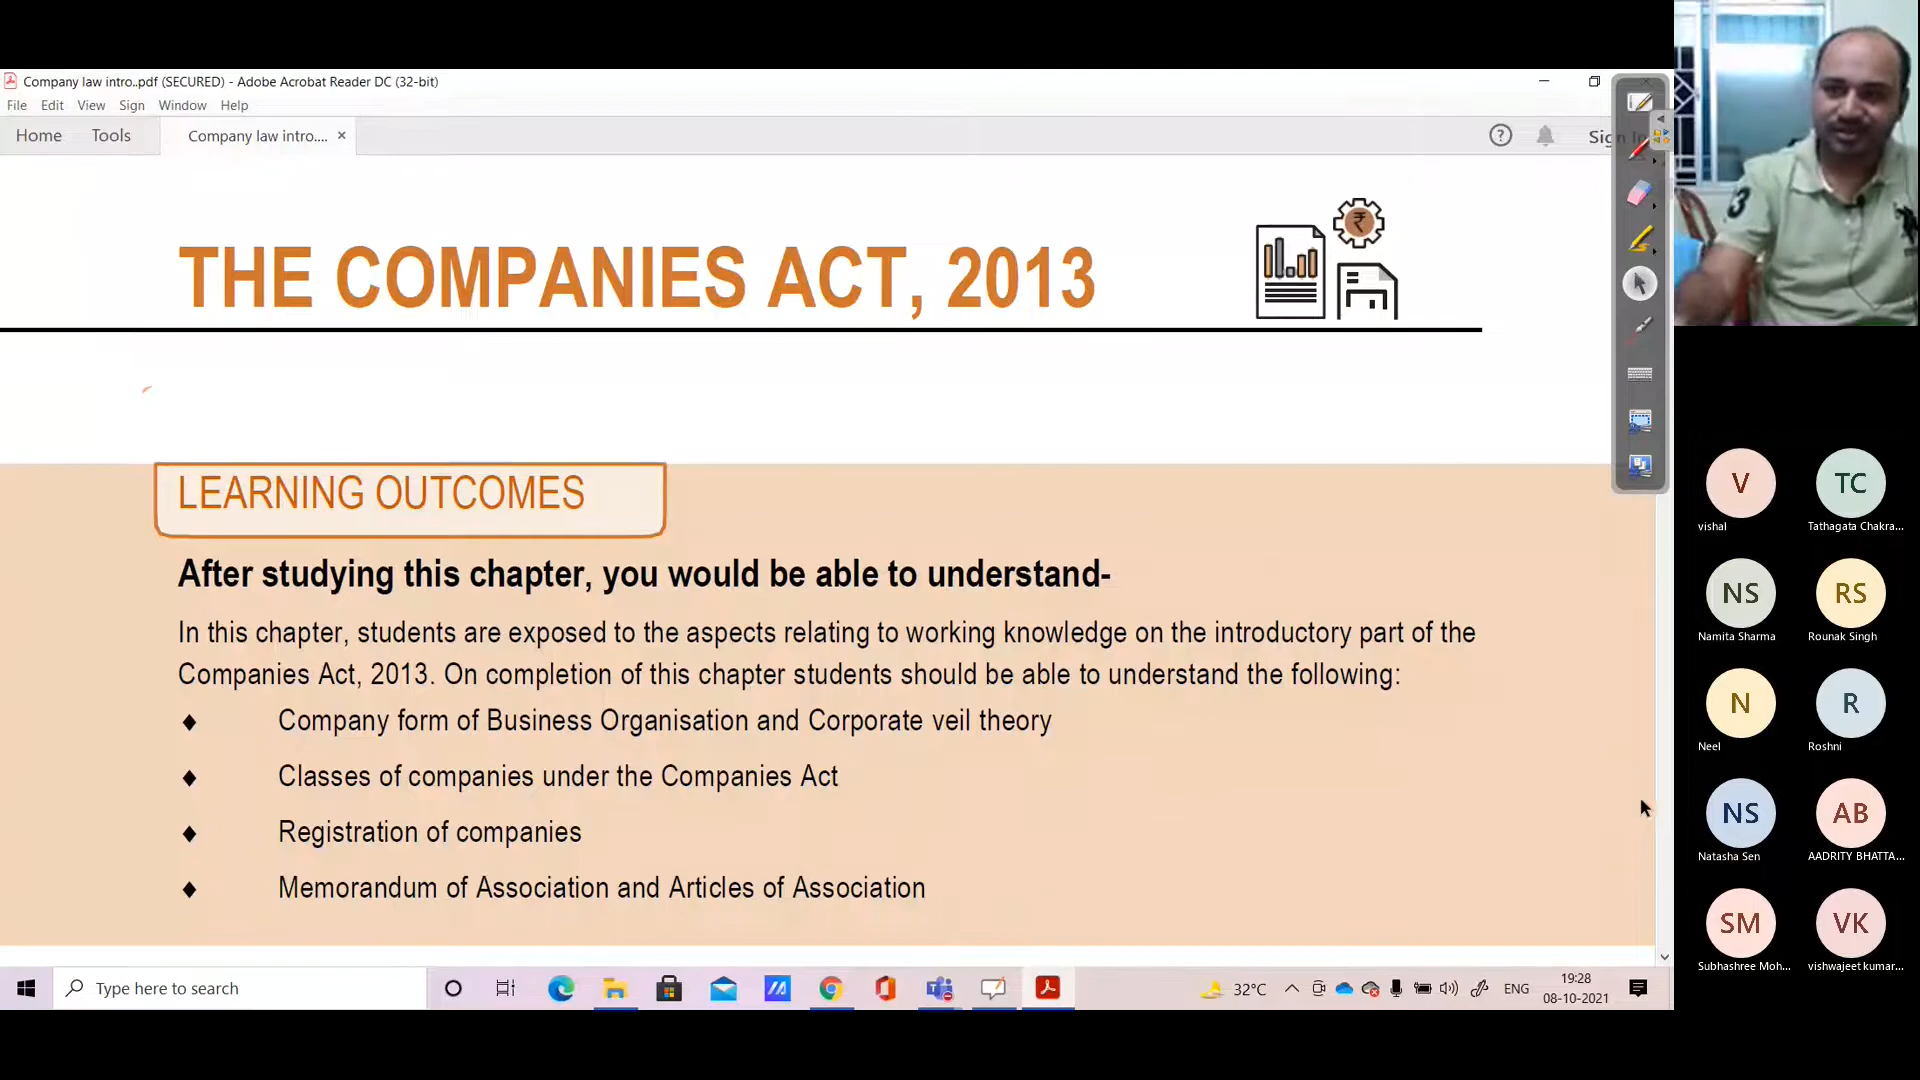 Company law intro..pdf (SECURED) - Adobe Acrobat Reader DC (32-bit)
File Edit View Sign Window Help
Home Tools Company law intro.... ×
? Sign In
THE COMPANIES ACT, 2013
₹
LEARNING OUTCOMES
After studying this chapter, you would be able to understand-
In this chapter, students are exposed to the aspects relating to working knowledge on the introductory part of the
Companies Act, 2013. On completion of this chapter students should be able to understand the following:
♦ Company form of Business Organisation and Corporate veil theory
♦ Classes of companies under the Companies Act
♦ Registration of companies
♦ Memorandum of Association and Articles of Association
Type here to search
32°C
ENG
19:28
08-10-2021
3
V TC
vishal Tathagata Chakra...
NS RS
Namita Sharma Rounak Singh
N R
Neel Roshni
NS AB
Natasha Sen AADRITY BHATTA...
SM VK
Subhashree Moh... vishwajeet kumar...